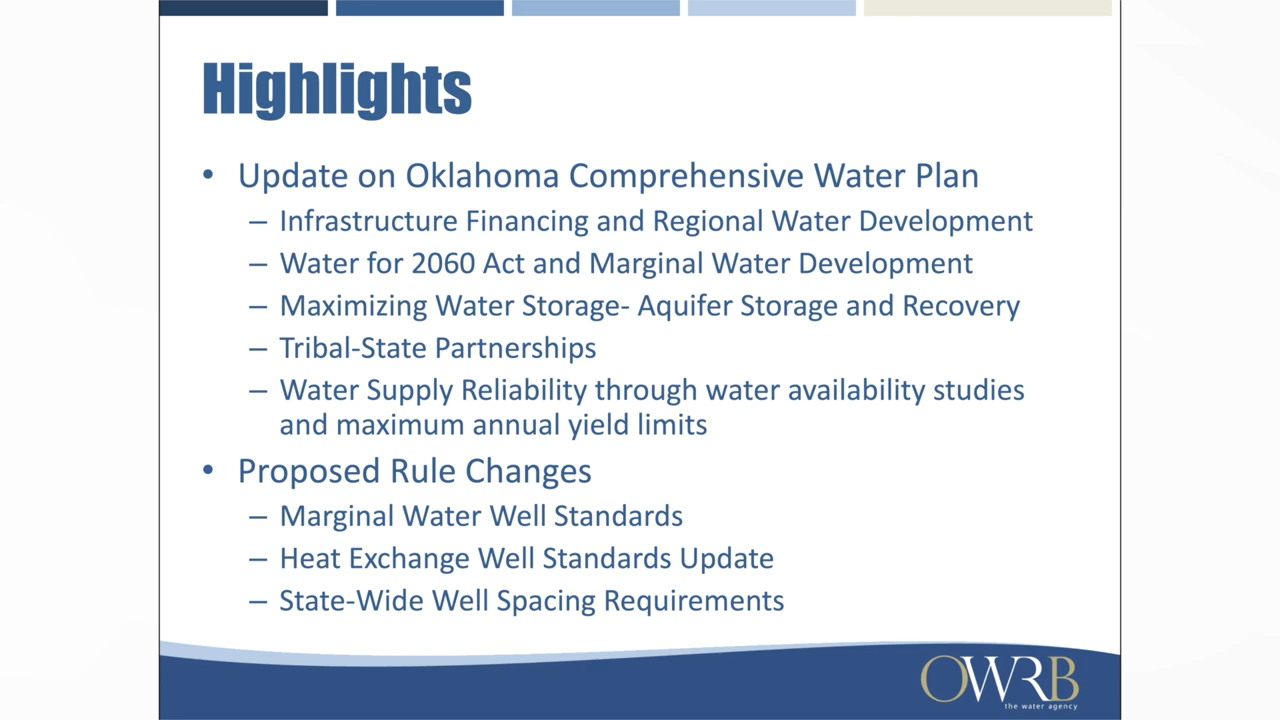 Highlights
• Update on Oklahoma Comprehensive Water Plan
– Infrastructure Financing and Regional Water Development
– Water for 2060 Act and Marginal Water Development
– Maximizing Water Storage- Aquifer Storage and Recovery
– Tribal-State Partnerships
– Water Supply Reliability through water availability studies
and maximum annual yield limits
• Proposed Rule Changes
– Marginal Water Well Standards
– Heat Exchange Well Standards Update
– State-Wide Well Spacing Requirements
OWRB
the water agency